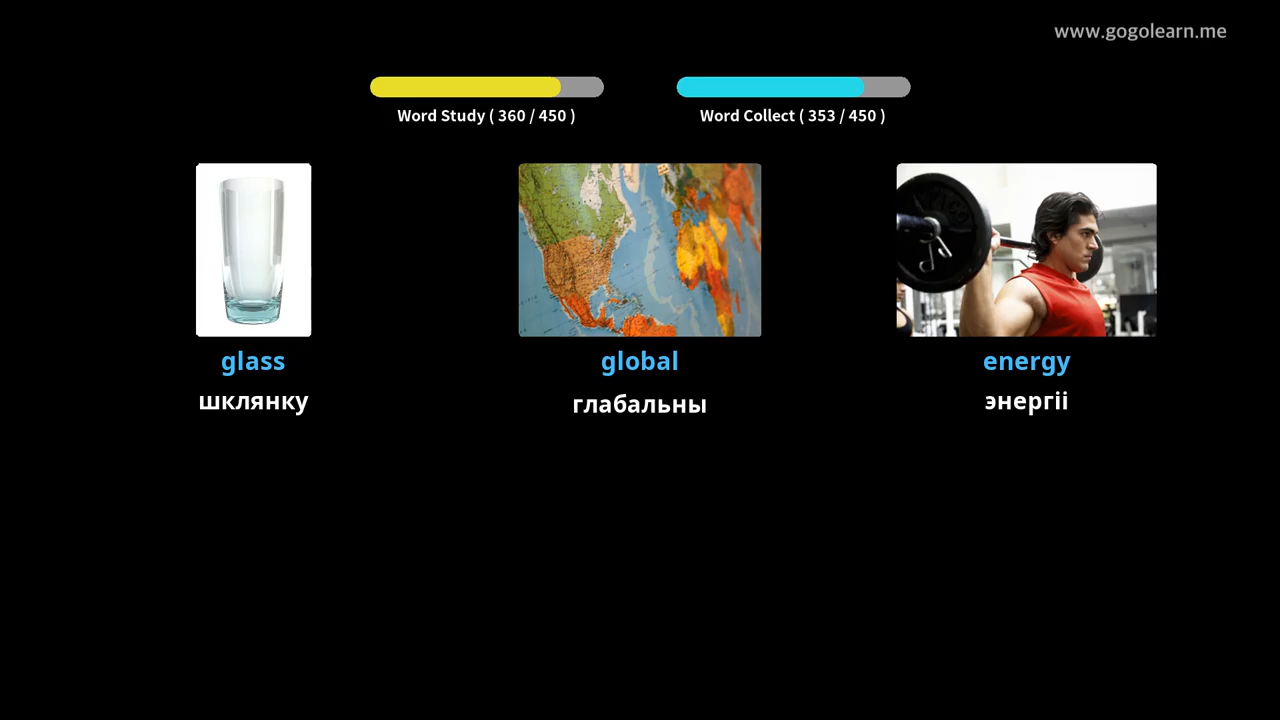 www.gogolearn.me
Word Study ( 360 / 450 )
Word Collect ( 353 / 450 )
glass
global
energy
шклянку
глабальны
энергіі